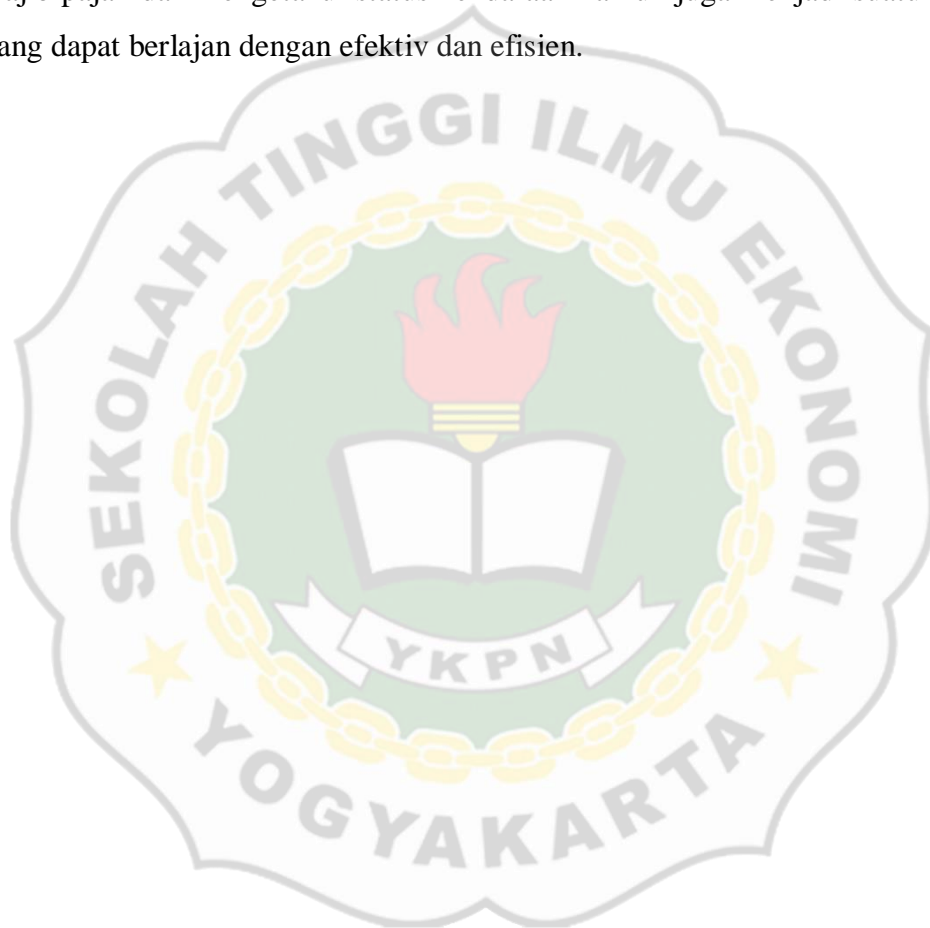 ang dapat berlajan dengan efektiv dan efisien.
SEKOLAH TINGGI ILMU EKONOMI
YKPN
YOGYAKARTA